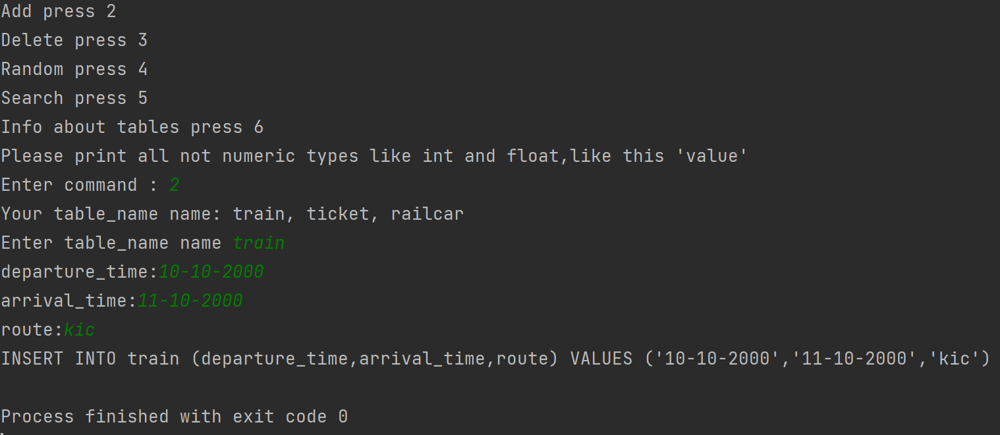 Add press 2
Delete press 3
Random press 4
Search press 5
Info about tables press 6
Please print all not numeric types like int and float,like this 'value'
Enter command : 2
Your table_name name: train, ticket, railcar
Enter table_name name train
departure_time:10-10-2000
arrival_time:11-10-2000
route:kic
INSERT INTO train (departure_time,arrival_time,route) VALUES ('10-10-2000','11-10-2000','kic')
Process finished with exit code 0